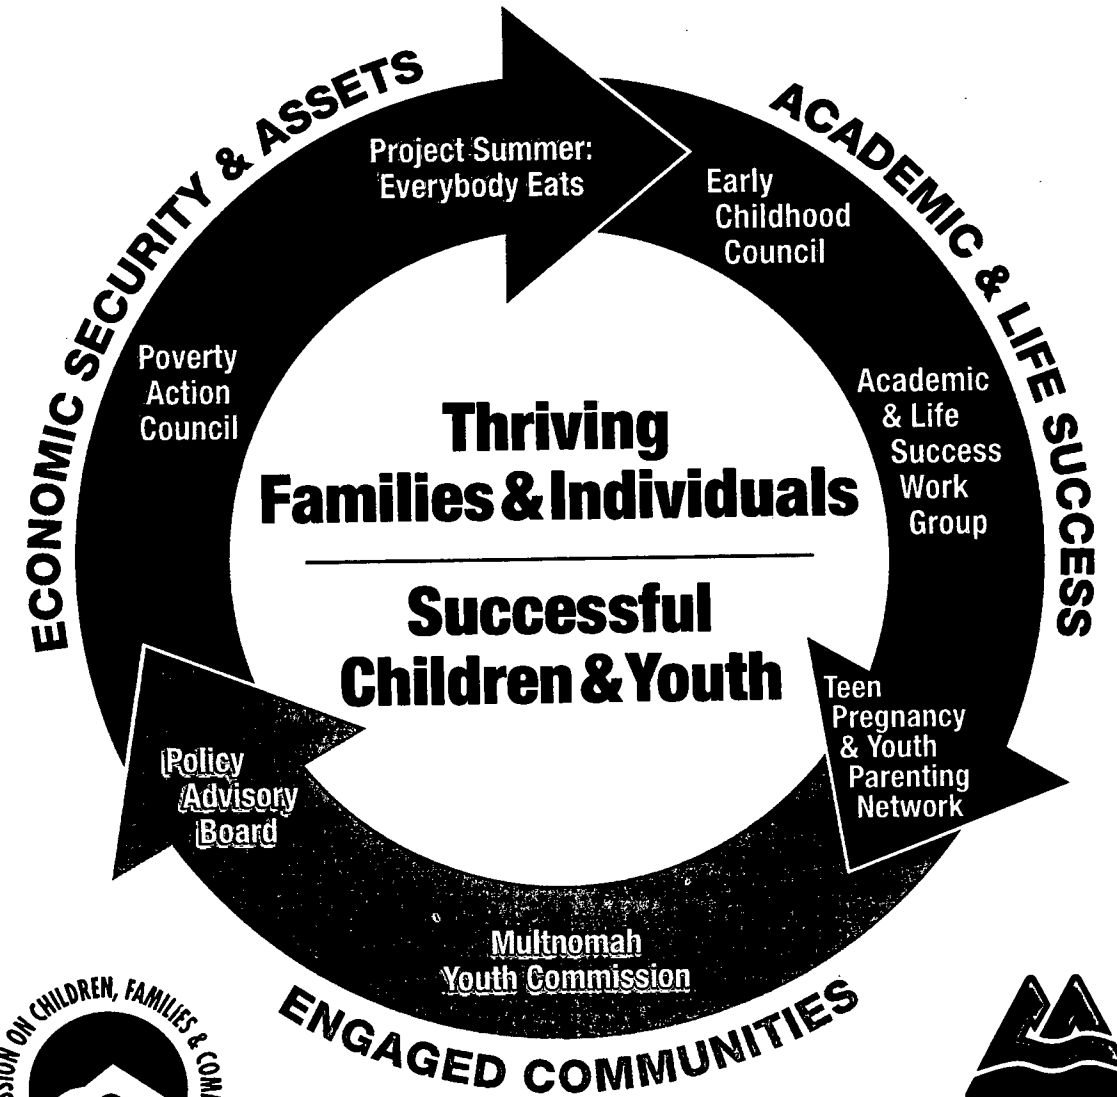 ECONOMIC SECURITY & ASSETS
ACADEMIC & LIFE SUCCESS
Project Summer:
Everybody Eats
Early
Childhood
Council
Poverty
Action
Council
Academic
& Life
Success
Work
Group
Thriving
Families & Individuals
Successful
Children & Youth
Teen
Pregnancy
& Youth
Parenting
Network
Policy
Advisory
Board
Multnomah
Youth Commission
ENGAGED COMMUNITIES
ON CHILDREN, FAMILIES &